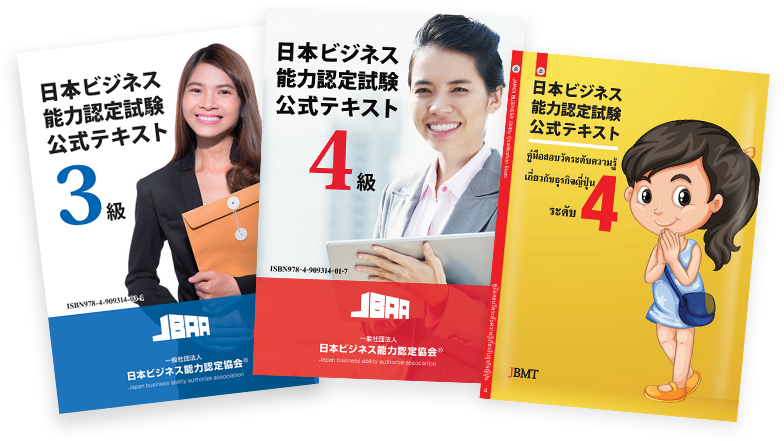 日本ビジネス
能力認定試験
公式テキスト
3級
ISBN978-4-909314-03-1
JBAA
一般社団法人
日本ビジネス能力認定協会®
Japan business ability authorize association
日本ビジネス
能力認定試験
公式テキスト
4級
ISBN978-4-909314-01-7
JBAA
一般社団法人
日本ビジネス能力認定協会®
Japan business ability authorize association
日本ビジネス
能力認定試験
公式テキスト
คู่มือสอบวัดระดับความรู้
เกี่ยวกับธุรกิจญี่ปุ่น
ระดับ 4
JBMT
4